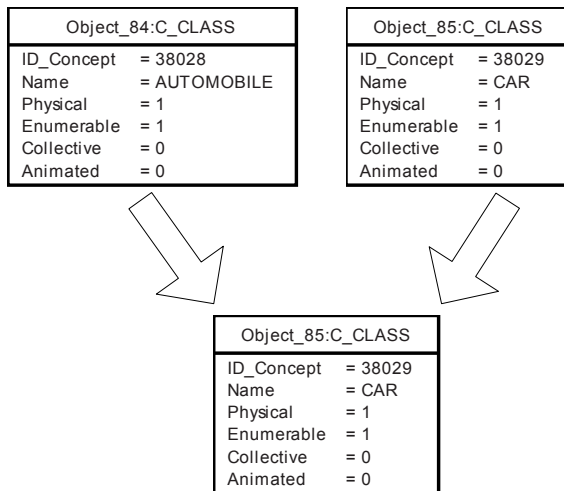 Object_84:C_CLASS
ID_Concept = 38028
Name = AUTOMOBILE
Physical = 1
Enumerable = 1
Collective = 0
Animated = 0
Object_85:C_CLASS
ID_Concept = 38029
Name = CAR
Physical = 1
Enumerable = 1
Collective = 0
Animated = 0
Object_85:C_CLASS
ID_Concept = 38029
Name = CAR
Physical = 1
Enumerable = 1
Collective = 0
Animated = 0